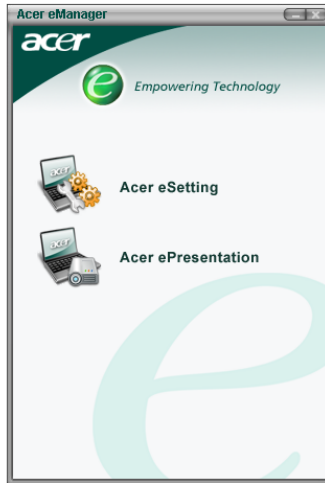 Acer eManager
acer
e Empowering Technology
Acer eSetting
Acer ePresentation